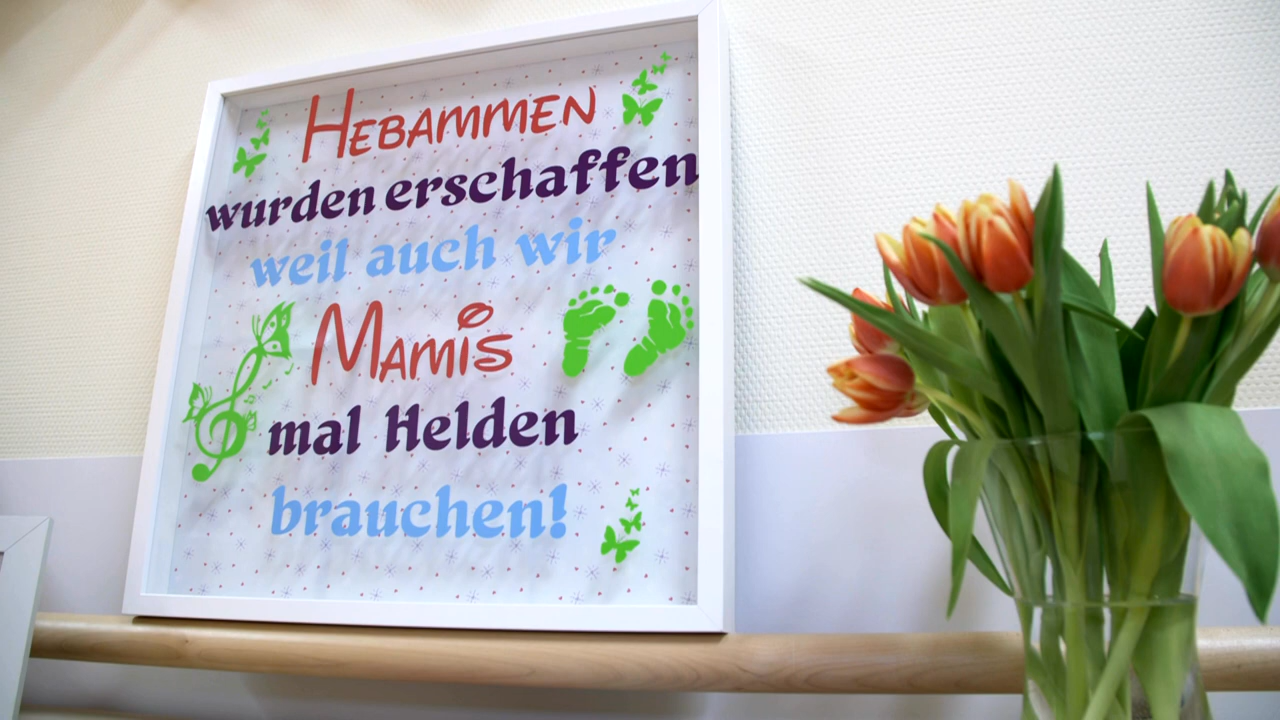 HEBAMMEN
wurden erschaffen
weil auch wir
MAMIS
mal Helden
brauchen!